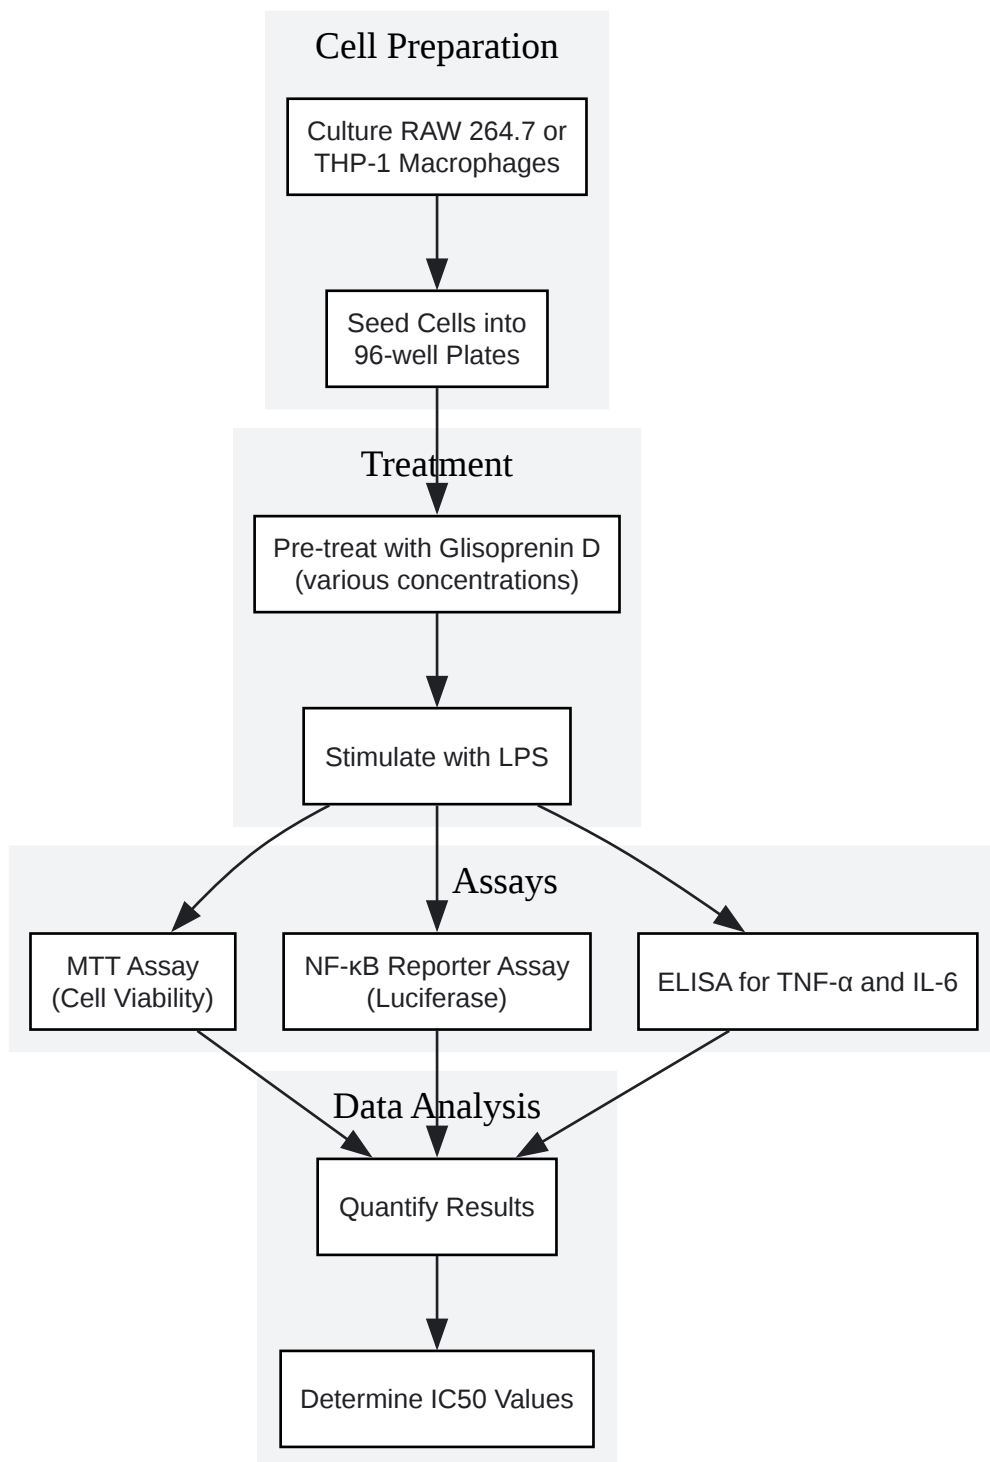 Cell Preparation
Culture RAW 264.7 or
THP-1 Macrophages
Seed Cells into
96-well Plates
Treatment
Pre-treat with Glisoprenin D
(various concentrations)
Stimulate with LPS
Assays
MTT Assay
(Cell Viability)
NF-κB Reporter Assay
(Luciferase)
ELISA for TNF-α and IL-6
Data Analysis
Quantify Results
Determine IC50 Values